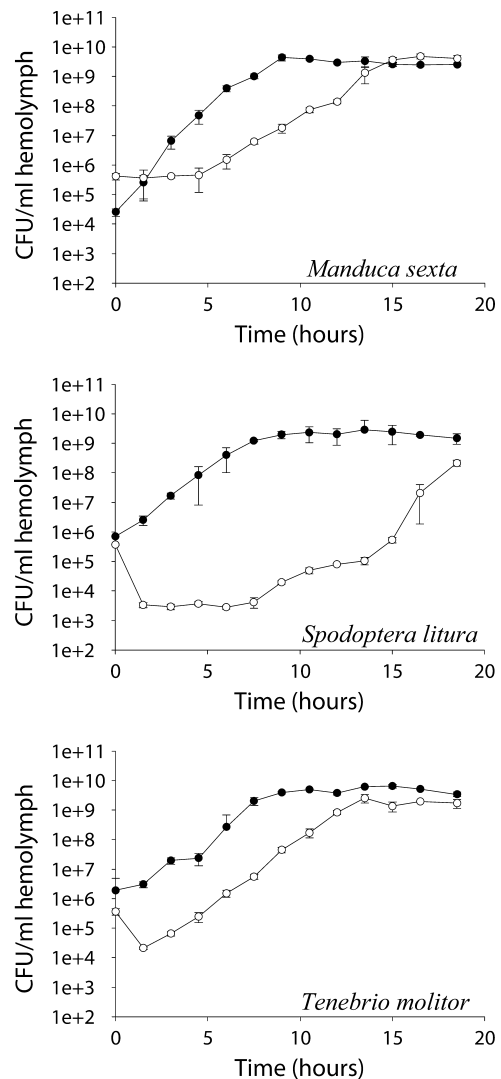 1e+11
1e+10
1e+9
1e+8
1e+7
1e+6
1e+5
1e+4
1e+3
1e+2
CFU/ml hemolymph
Manduca sexta
0 5 10 15 20
Time (hours)
1e+11
1e+10
1e+9
1e+8
1e+7
1e+6
1e+5
1e+4
1e+3
1e+2
CFU/ml hemolymph
Spodoptera litura
0 5 10 15 20
Time (hours)
1e+11
1e+10
1e+9
1e+8
1e+7
1e+6
1e+5
1e+4
1e+3
1e+2
CFU/ml hemolymph
Tenebrio molitor
0 5 10 15 20
Time (hours)